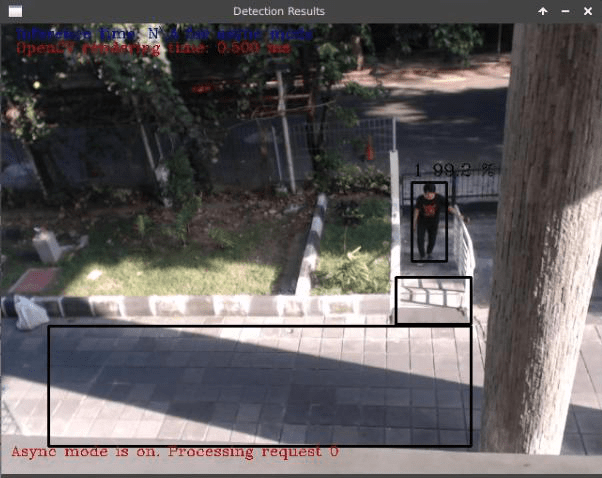 Detection Results
Inference Time: N\a for async mode
OpenCV rendering time: 0.500 ms
1 99.2 %
Async mode is on. Processing request 0